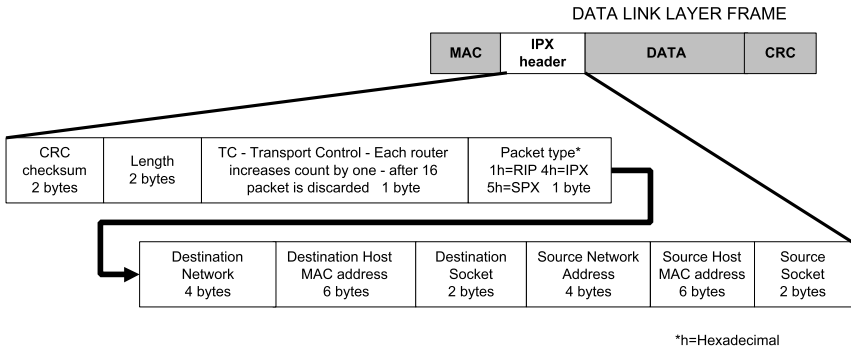 DATA LINK LAYER FRAME
MAC
IPX
header
DATA
CRC
CRC
checksum
2 bytes
Length
2 bytes
TC - Transport Control - Each router
increases count by one - after 16
packet is discarded 1 byte
Packet type*
1h=RIP 4h=IPX
5h=SPX 1 byte
Destination
Network
4 bytes
Destination Host
MAC address
6 bytes
Destination
Socket
2 bytes
Source Network
Address
4 bytes
Source Host
MAC address
6 bytes
Source
Socket
2 bytes
*h=Hexadecimal